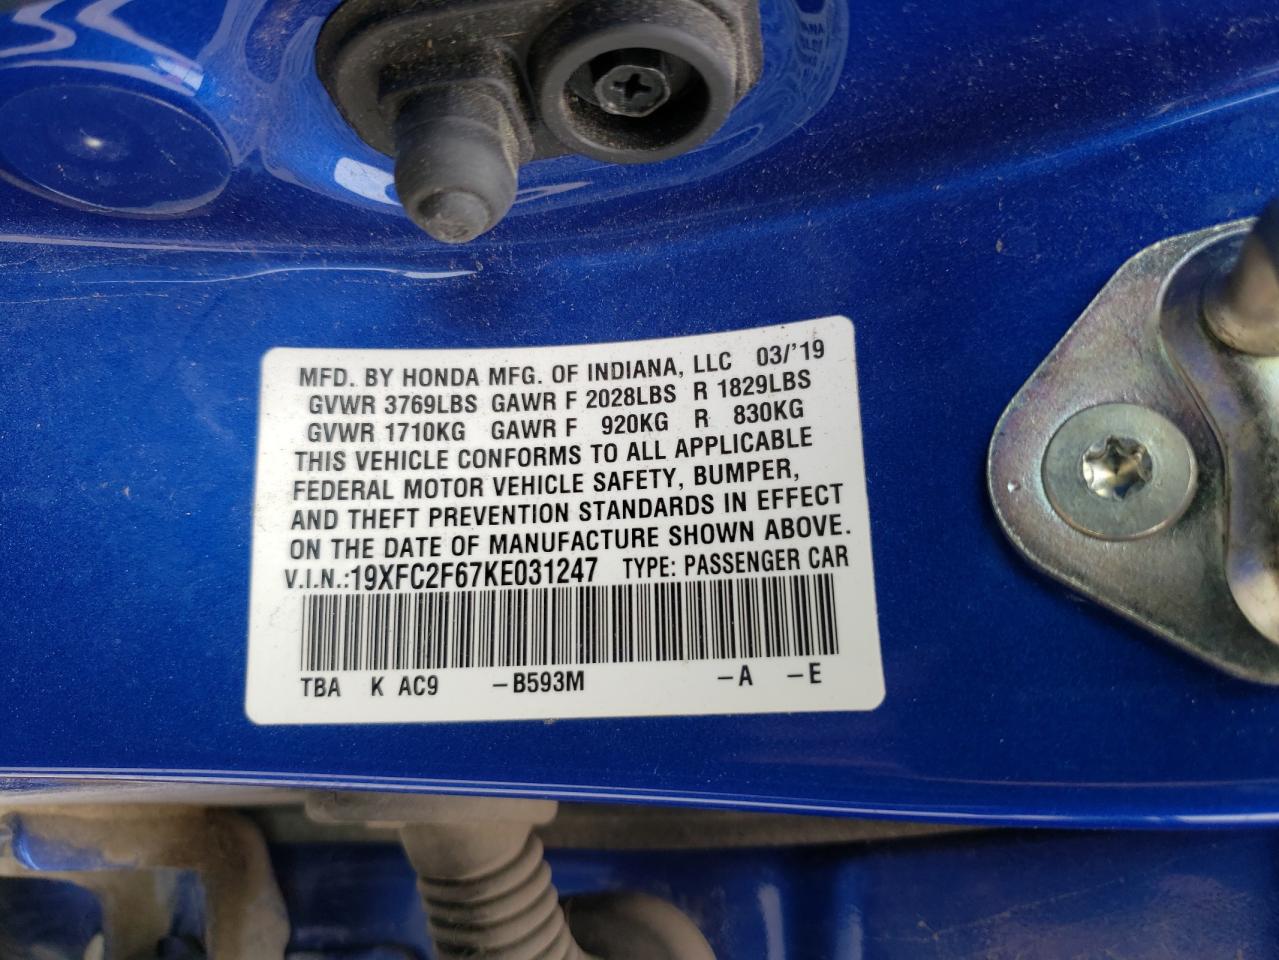 MFD. BY HONDA MFG. OF INDIANA, LLC 03/'19
GVWR 3769LBS GAWR F 2028LBS R 1829LBS
GVWR 1710KG GAWR F 920KG R 830KG
THIS VEHICLE CONFORMS TO ALL APPLICABLE
FEDERAL MOTOR VEHICLE SAFETY, BUMPER,
AND THEFT PREVENTION STANDARDS IN EFFECT
ON THE DATE OF MANUFACTURE SHOWN ABOVE.
V.I.N.:19XFC2F67KE031247 TYPE: PASSENGER CAR
TBA K AC9 -B593M -A -E